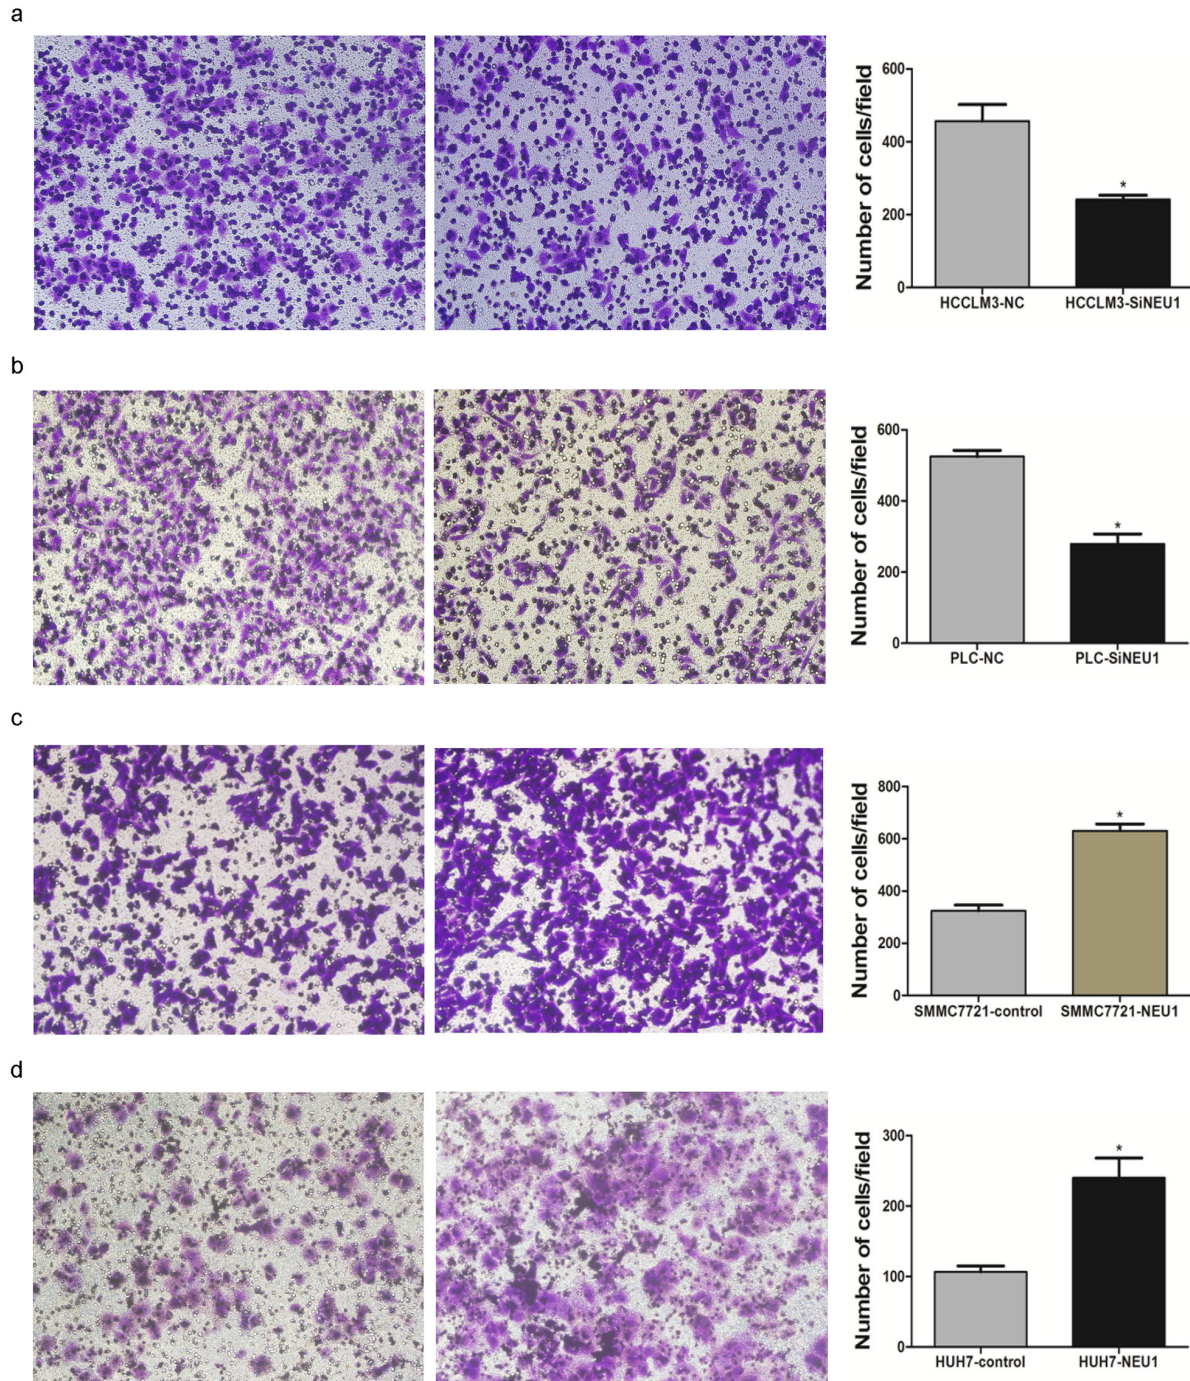 a
Number of cells/field
600
400
200
0
HCCLM3-NC HCCLM3-SiNEU1
*
b
Number of cells/field
600
400
200
0
PLC-NC PLC-SiNEU1
*
c
Number of cells/field
800
600
400
200
0
SMMC7721-control SMMC7721-NEU1
*
d
Number of cells/field
300
200
100
0
HUH7-control HUH7-NEU1
*